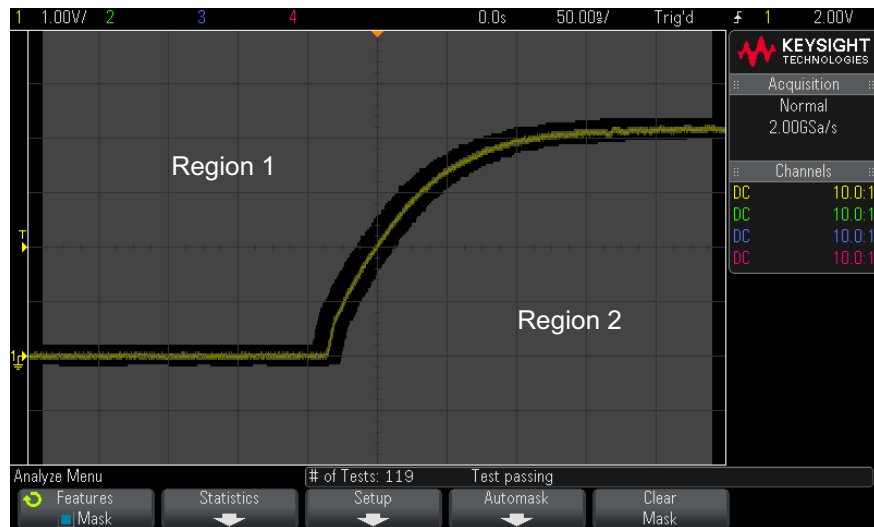 1 1.00V/ 2 3 4 0.0s 50.00ns/ Trig'd 1 2.00V
KEYSIGHT
TECHNOLOGIES
Acquisition
Normal
2.00GSa/s
Channels
DC 10.0:1
DC 10.0:1
DC 10.0:1
DC 10.0:1
Region 1
T
Region 2
1
Analyze Menu # of Tests: 119 Test passing
Features Statistics Setup Automask Clear
Mask Mask